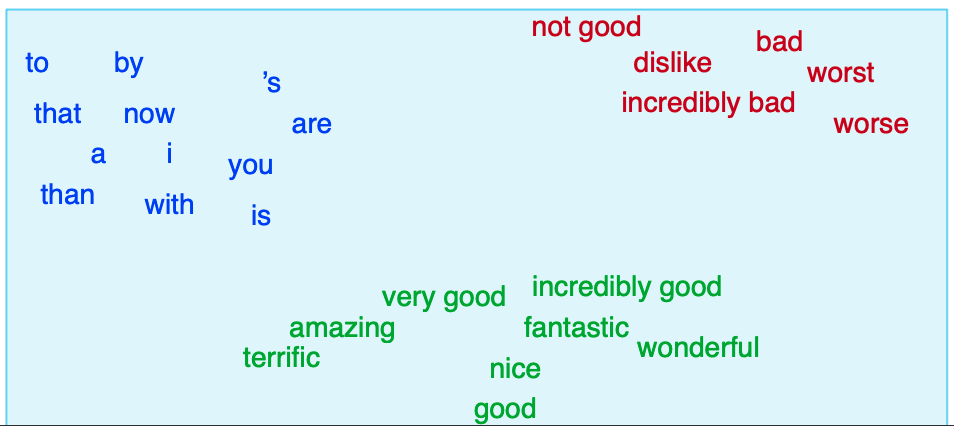 not good
bad
to by dislike
's worst
that now incredibly bad
are worse
a i you
than with is
very good incredibly good
amazing fantastic
terrific wonderful
nice
good